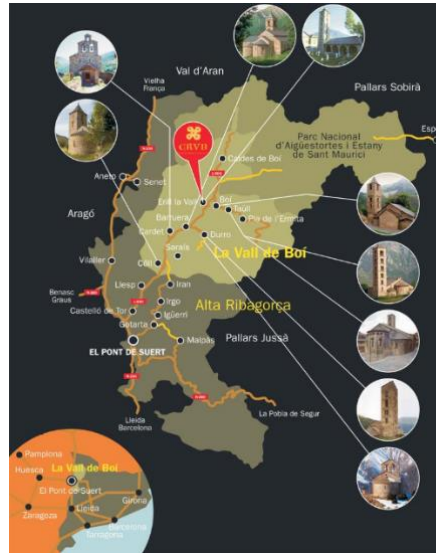 Vielha
França
Val d'Aran
Pallars Sobirà
Parc Nacional
d'Aigüestortes i Estany
de Sant Maurici
Caldes de Boí
Aneto
Senet
Erill la Vall
Boí
Taüll
Pla de l'Ermita
Aragó
Barruera
Cardet
Durro
Saraís
La Vall de Boí
Vilaller
Cóll
Llesp
Iran
Benasc
Graus
Alta Ribagorça
Castelló de Tor
Irgo
Igüerri
Gotarta
EL PONT DE SUERT
Malpàs
Pallars Jussà
Lleida
Barcelona
La Pobla de Segur
Pamplona
La Vall de Boí
Huesca
El Pont de Suert
Girona
Zaragoza
Lleida
Barcelona
Tarragona